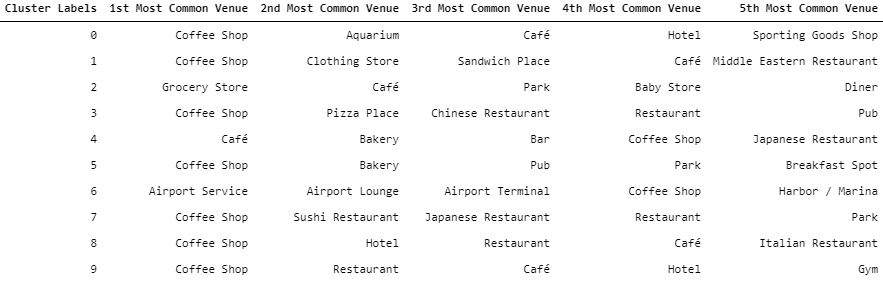 Cluster Labels 1st Most Common Venue 2nd Most Common Venue 3rd Most Common Venue 4th Most Common Venue 5th Most Common Venue
0 Coffee Shop Aquarium Café Hotel Sporting Goods Shop
1 Coffee Shop Clothing Store Sandwich Place Café Middle Eastern Restaurant
2 Grocery Store Café Park Baby Store Diner
3 Coffee Shop Pizza Place Chinese Restaurant Restaurant Pub
4 Café Bakery Bar Coffee Shop Japanese Restaurant
5 Coffee Shop Bakery Pub Park Breakfast Spot
6 Airport Service Airport Lounge Airport Terminal Coffee Shop Harbor / Marina
7 Coffee Shop Sushi Restaurant Japanese Restaurant Restaurant Park
8 Coffee Shop Hotel Restaurant Café Italian Restaurant
9 Coffee Shop Restaurant Café Hotel Gym